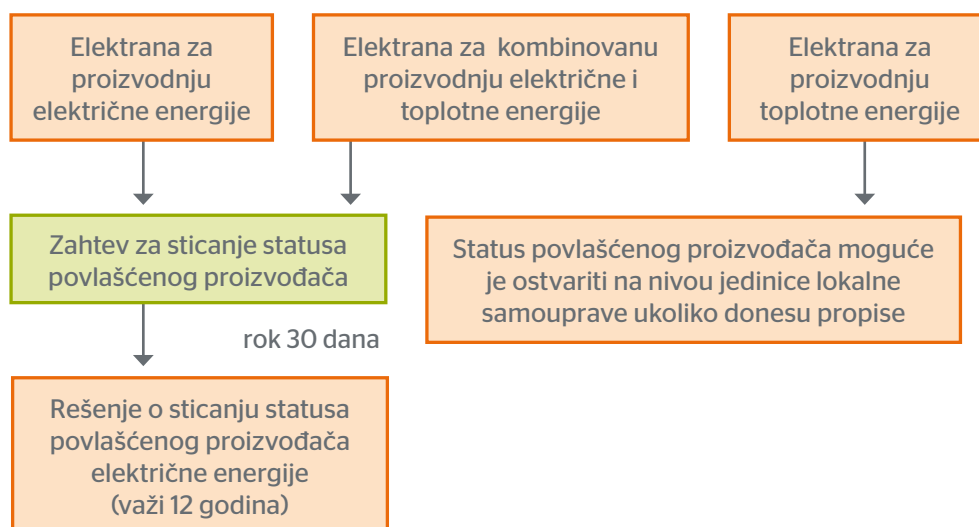 Elektrana za
proizvodnju
električne energije
Elektrana za kombinovanu
proizvodnju električne i
toplotne energije
Elektrana za
proizvodnju
toplotne energije
Zahtev za sticanje statusa
povlašćenog proizvođača
Status povlašćenog proizvođača moguće
je ostvariti na nivou jedinice lokalne
samouprave ukoliko donesu propise
rok 30 dana
Rešenje o sticanju statusa
povlašćenog proizvođača
električne energije
(važi 12 godina)